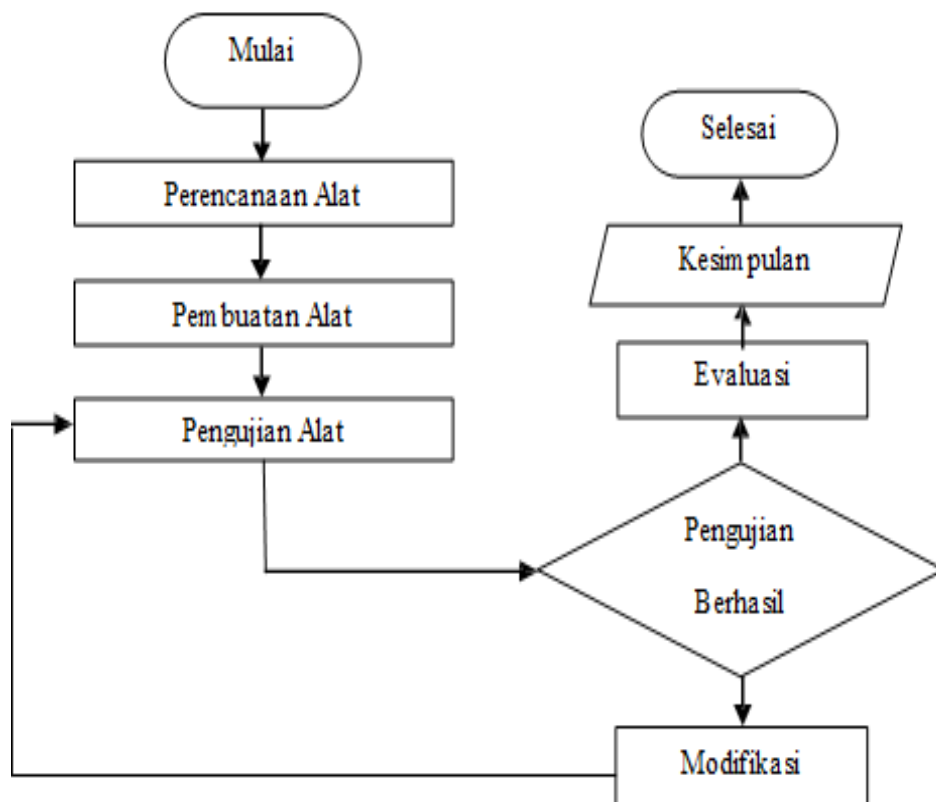 Mulai
Perencanaan Alat
Pembuatan Alat
Pengujian Alat
Pengujian
Berhasil
Modifikasi
Evaluasi
Kesimpulan
Selesai